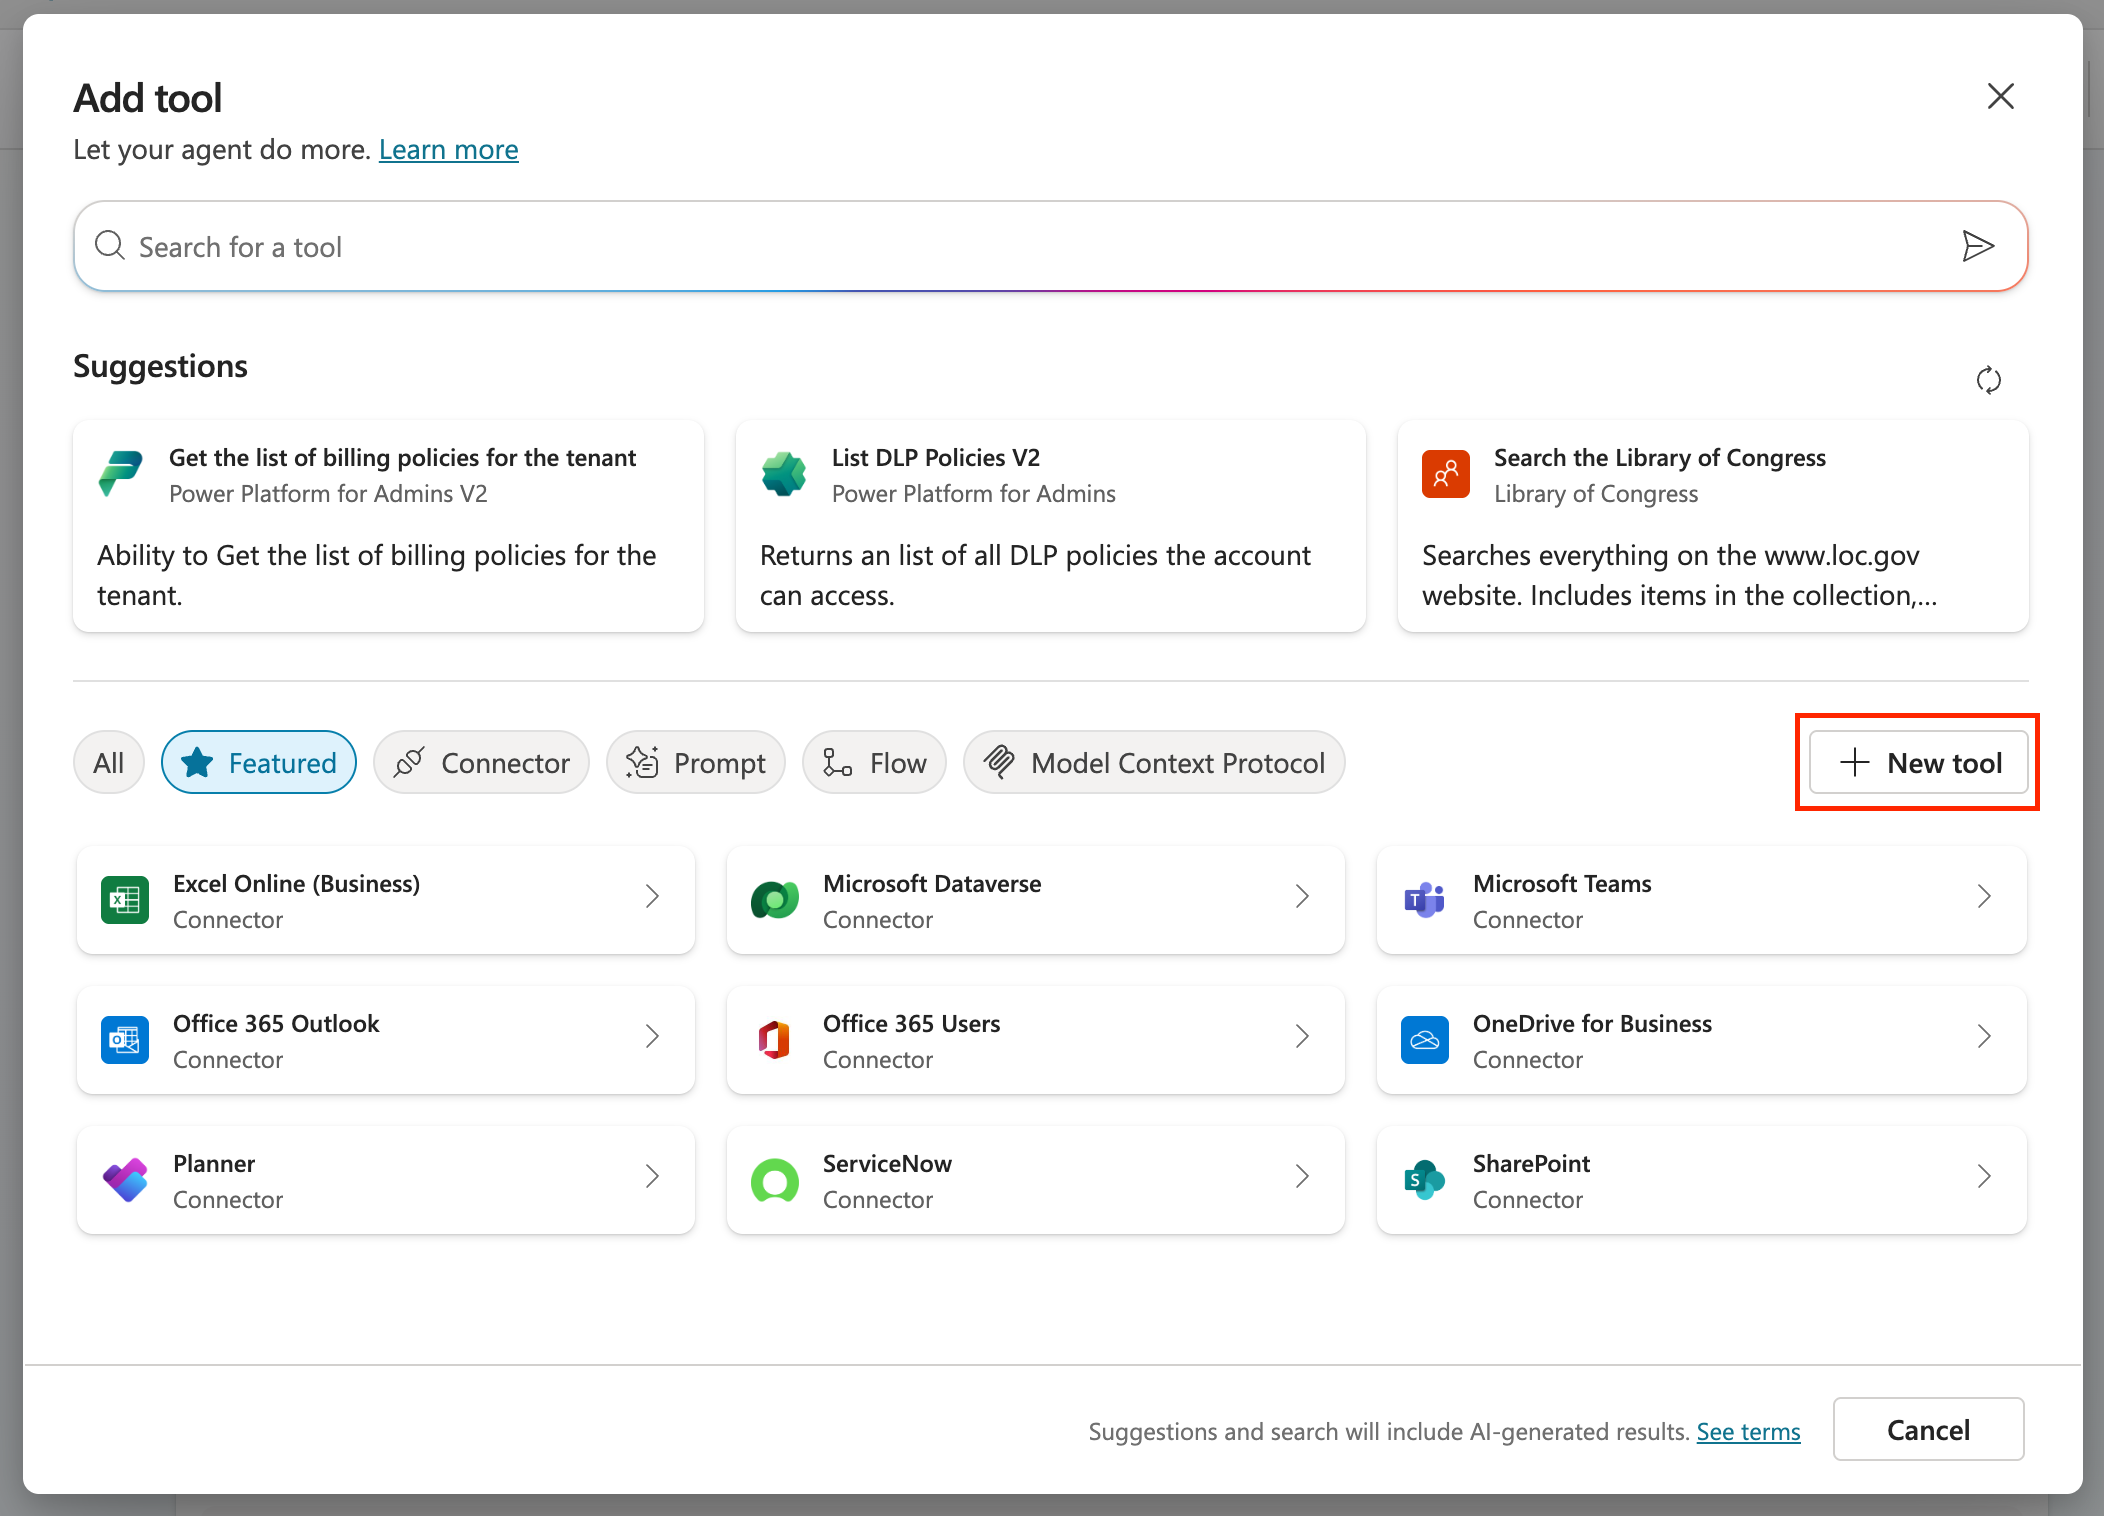 Add tool
Let your agent do more. Learn more
Search for a tool
Suggestions
Get the list of billing policies for the tenant
Power Platform for Admins V2
Ability to Get the list of billing policies for the
tenant.
List DLP Policies V2
Power Platform for Admins
Returns an list of all DLP policies the account
can access.
Search the Library of Congress
Library of Congress
Searches everything on the www.loc.gov
website. Includes items in the collection,...
All
Featured
Connector
Prompt
Flow
Model Context Protocol
New tool
Excel Online (Business)
Connector
Microsoft Dataverse
Connector
Microsoft Teams
Connector
Office 365 Outlook
Connector
Office 365 Users
Connector
OneDrive for Business
Connector
Planner
Connector
ServiceNow
Connector
SharePoint
Connector
Suggestions and search will include AI-generated results. See terms
Cancel